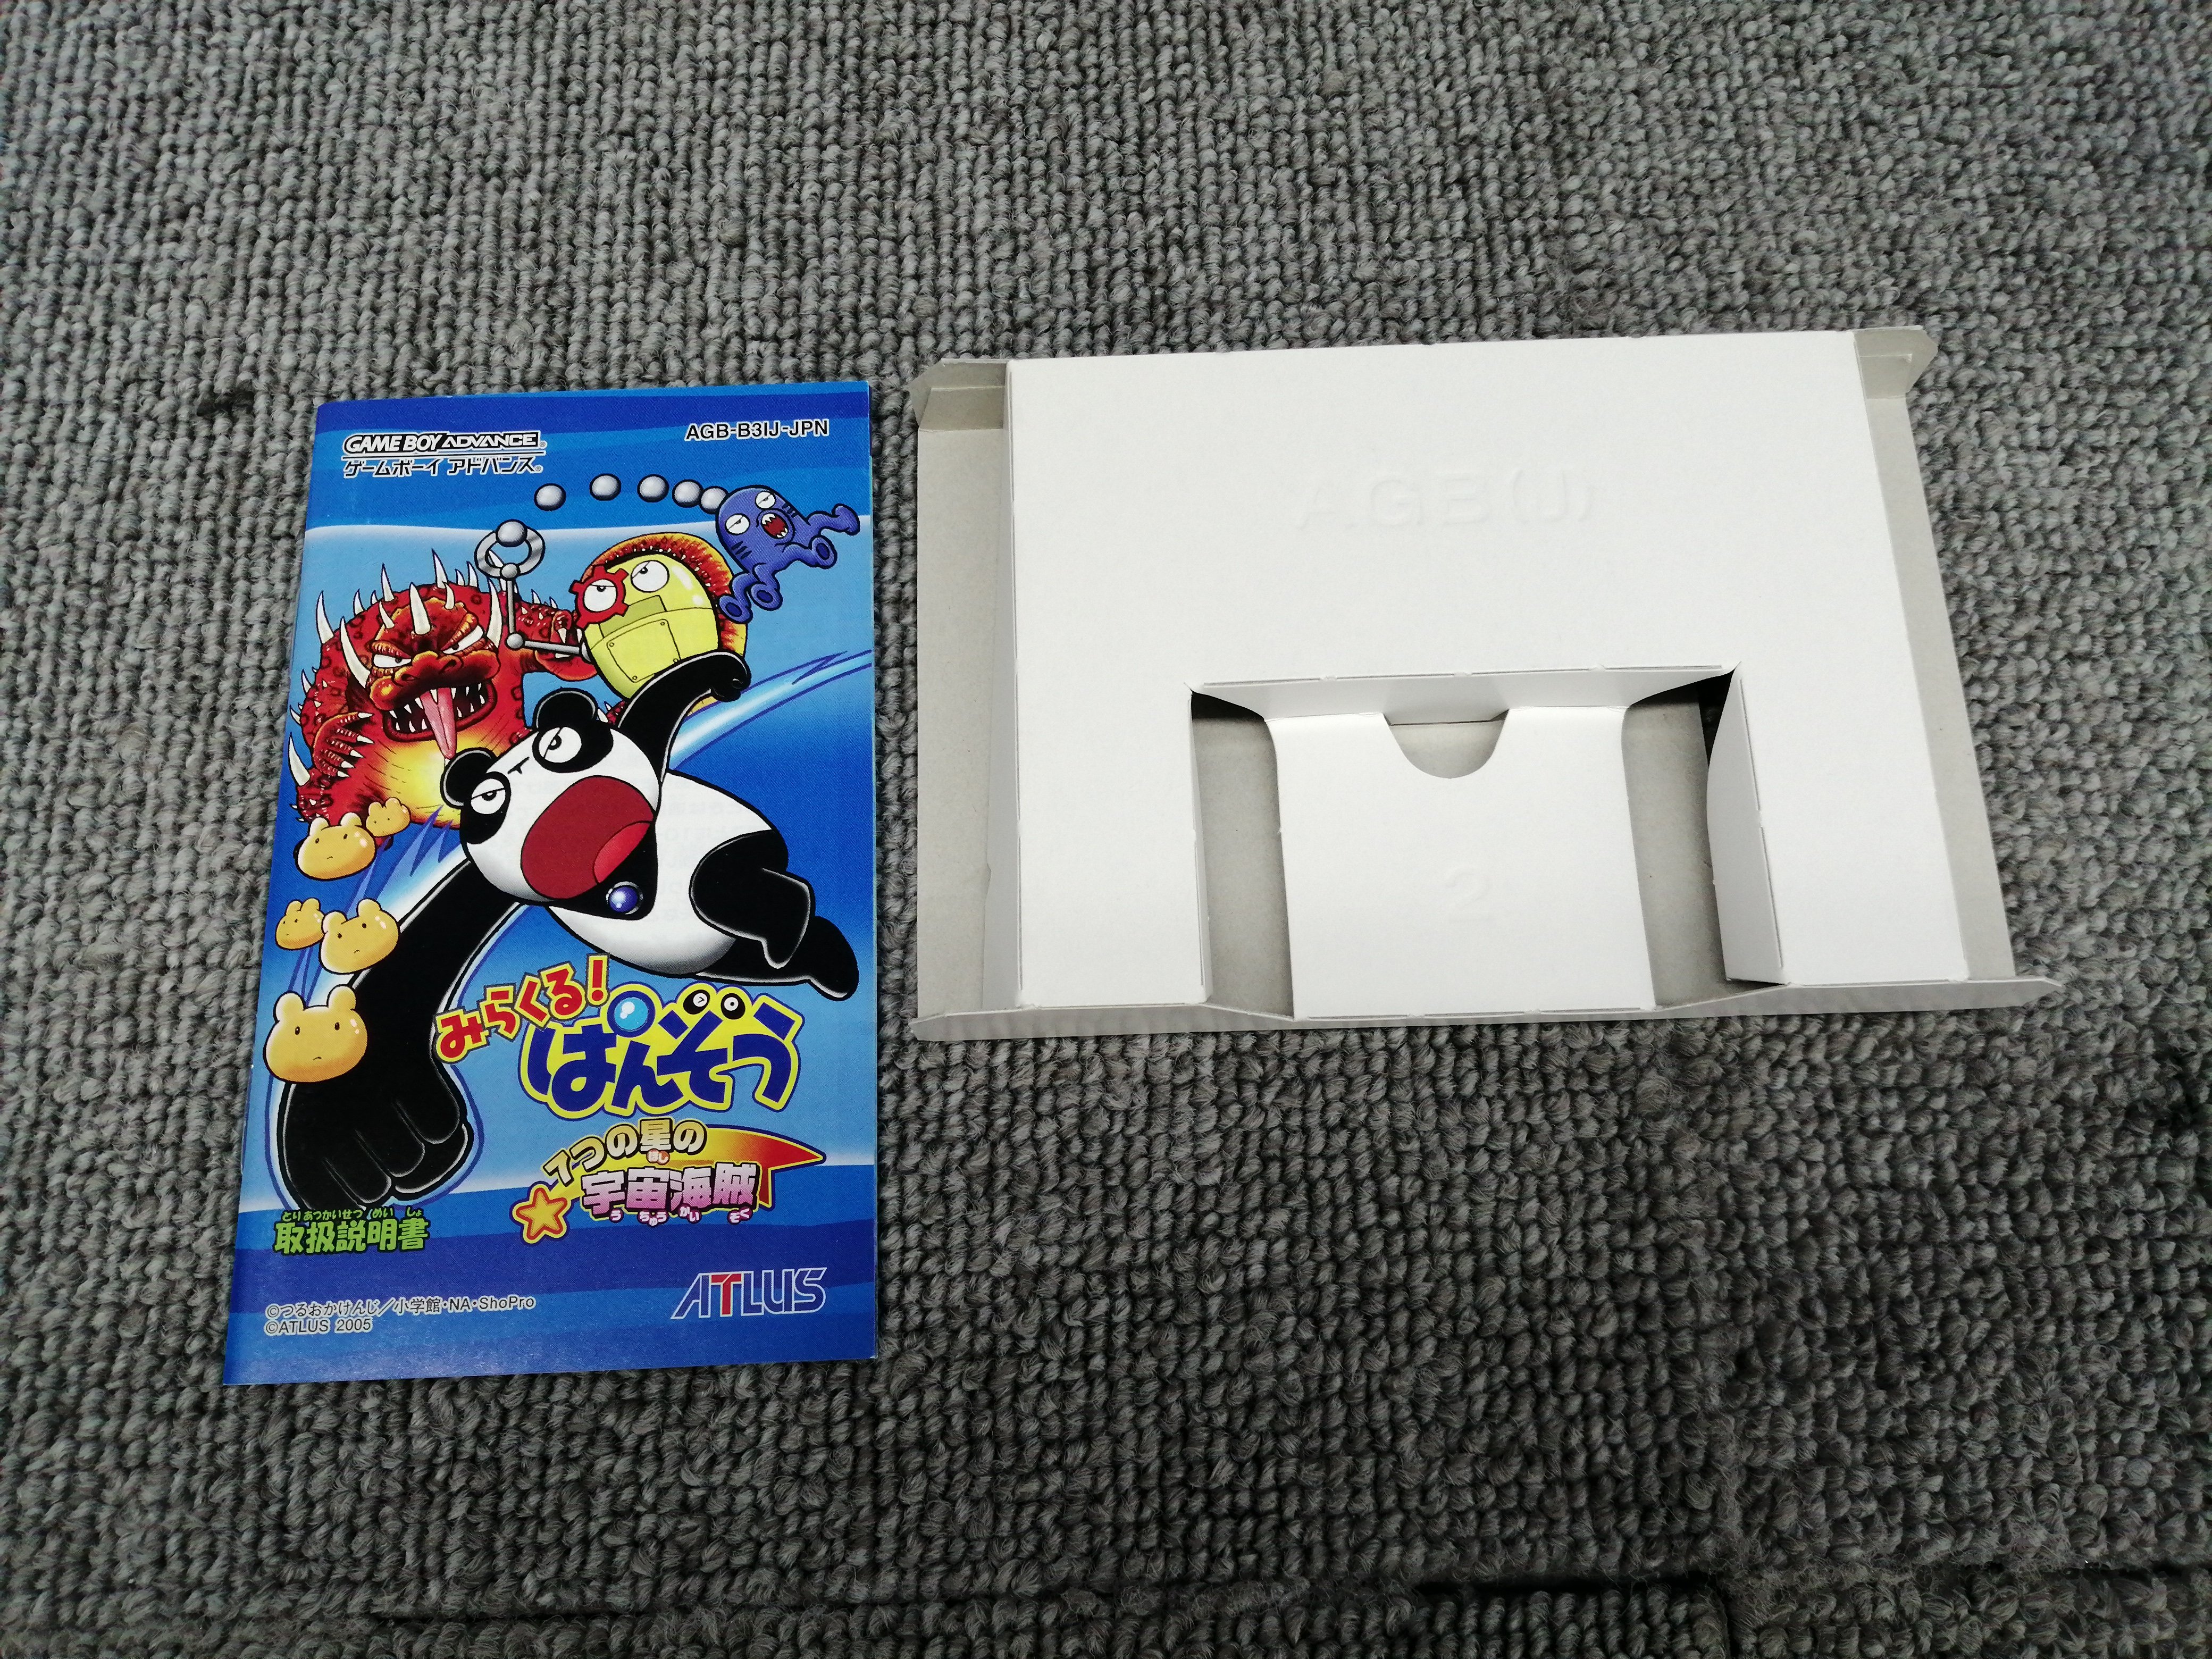 GAME BOY ADVANCE
ゲームボーイ アドバンス
AGB-B3IJ-JPN
みらくる!
ぱんぞう
7つの星の
ほし
宇宙海賊
うちゅうかいぞく
とりあつかいせつめいしょ
取扱説明書
©つるおかけんじ/小学館・NA・ShoPro
©ATLUS 2005
ATLUS
AGB(J)
2